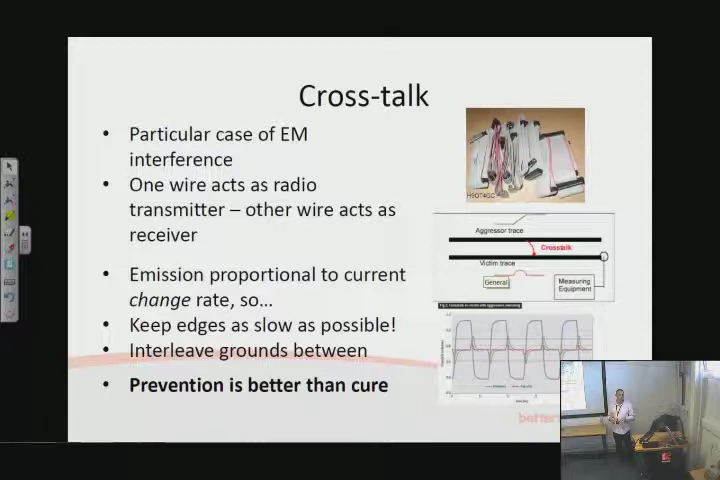 Cross-talk
• Particular case of EM
interference
• One wire acts as radio
transmitter – other wire acts as
receiver
• Emission proportional to current
change rate, so…
• Keep edges as slow as possible!
• Interleave grounds between
• Prevention is better than cure
Aggressor trace
Crosstalk
Victim trace
General
Measuring
Equipment